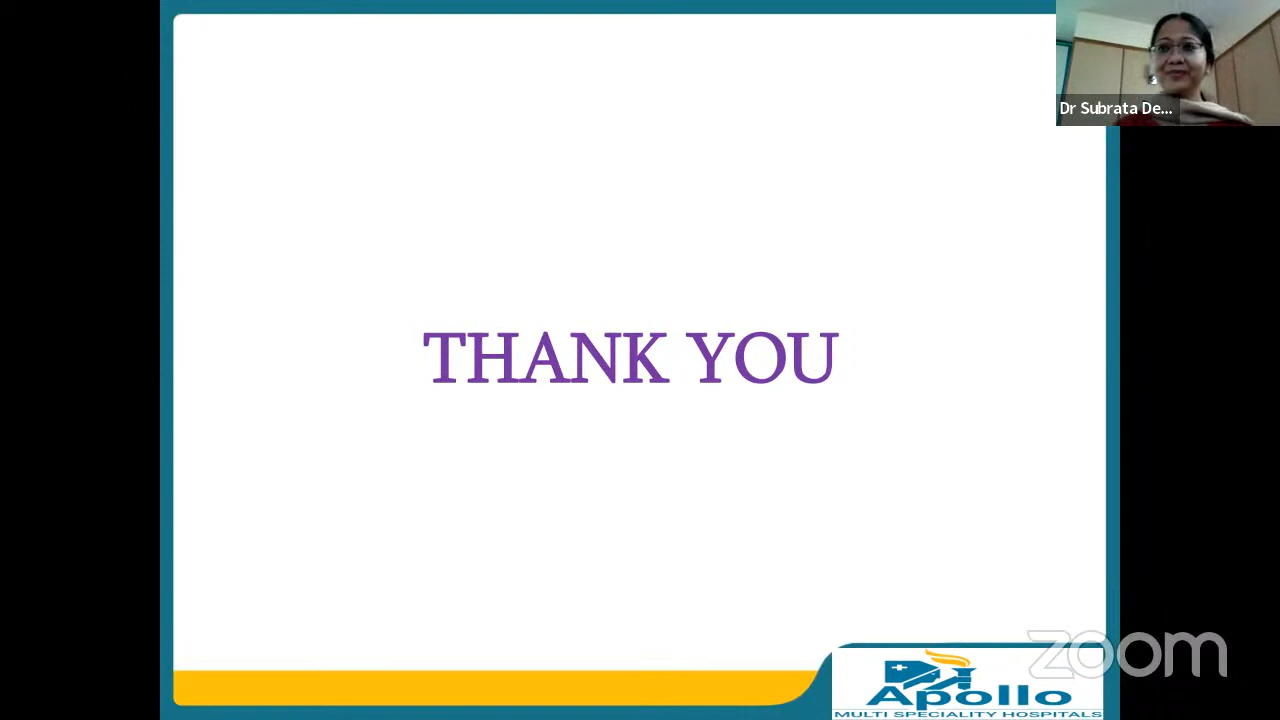 Dr Subrata De...
THANK YOU
zoom
Apollo
MULTI SPECIALITY HOSPITALS